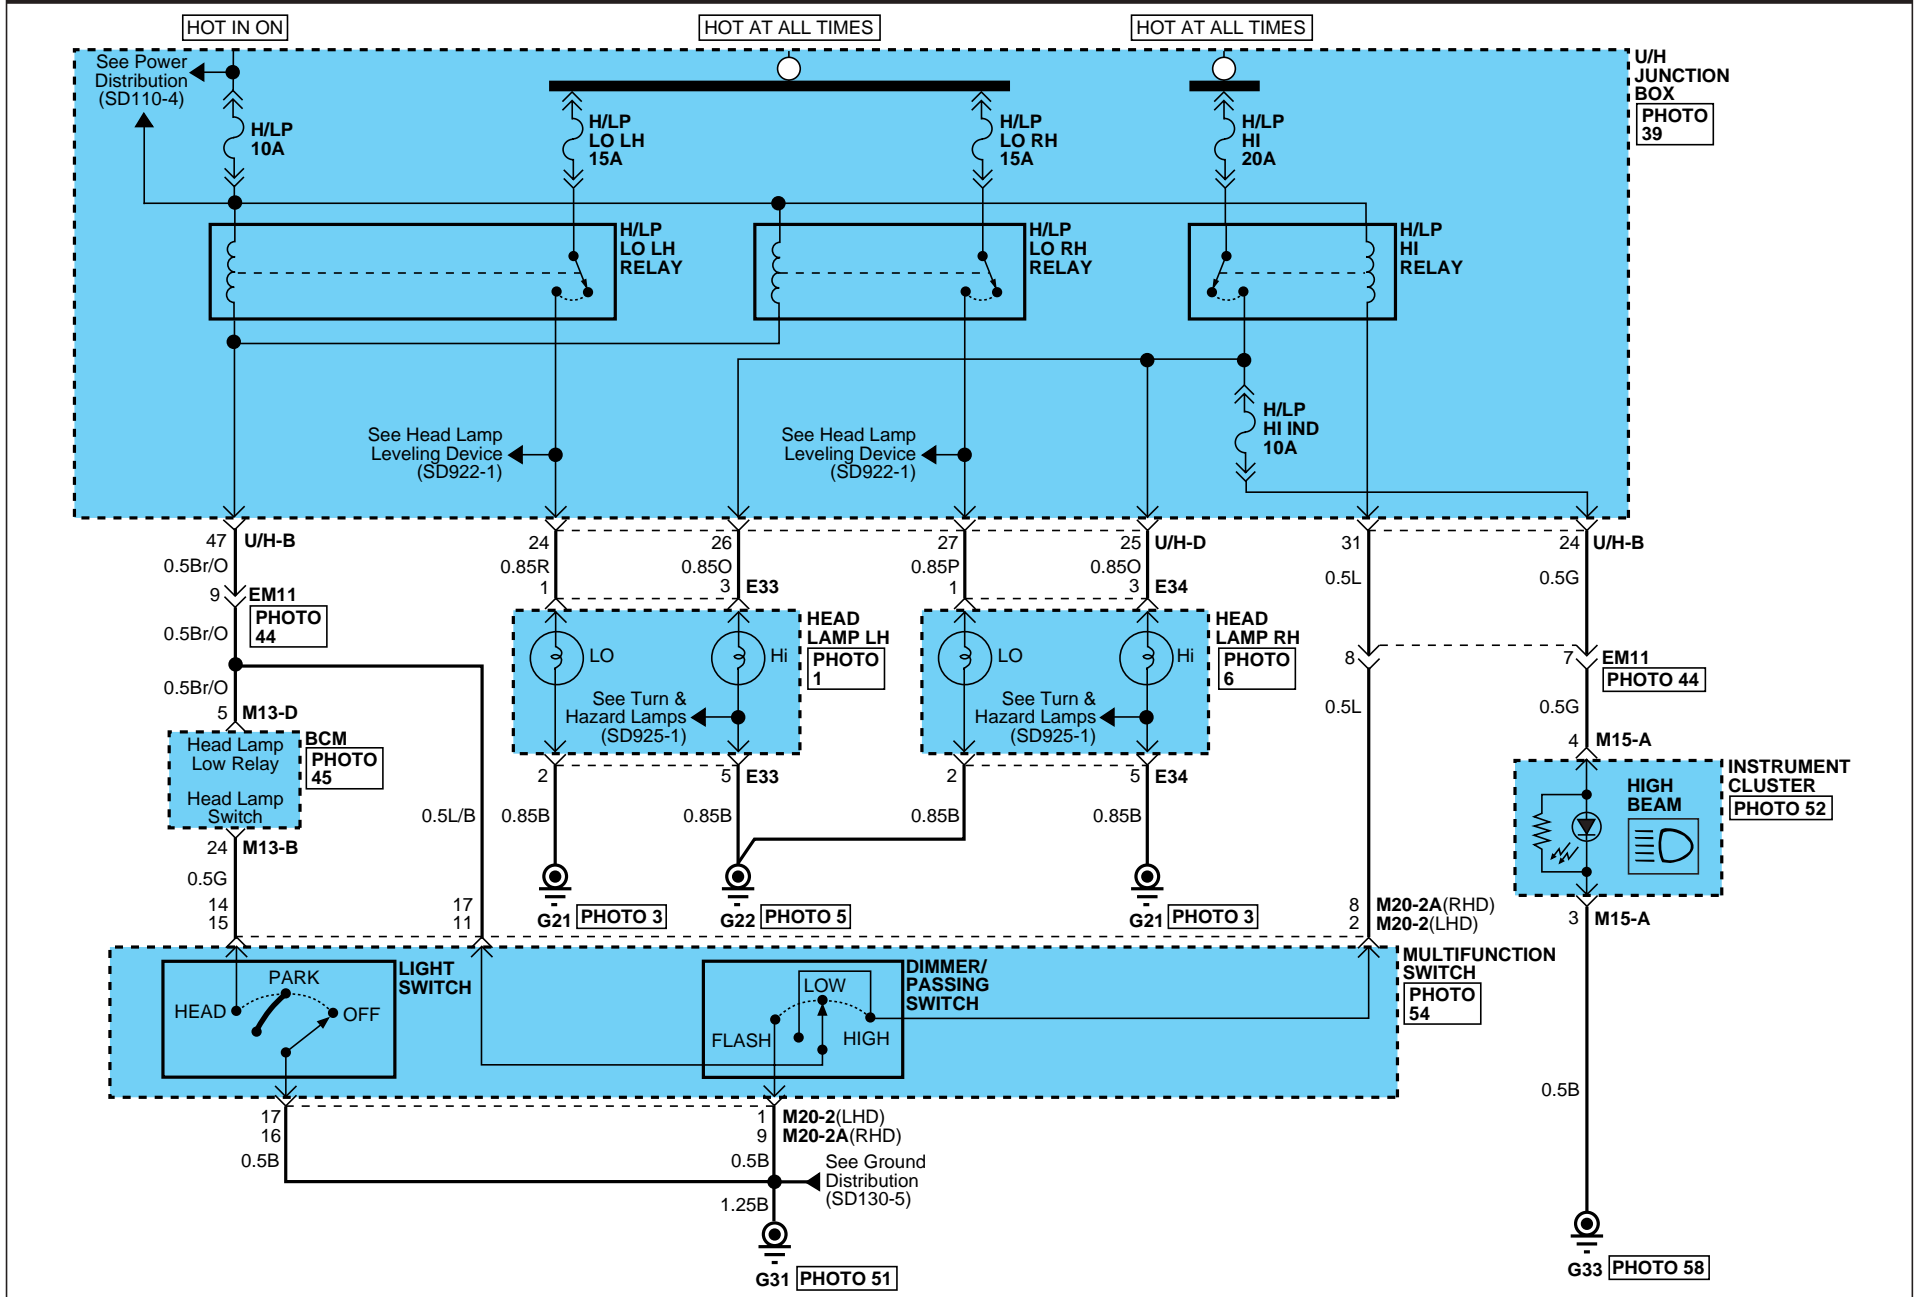 HOT IN ON
HOT AT ALL TIMES
HOT AT ALL TIMES
See Power
Distribution
(SD110-4)
H/LP
10A
H/LP
LO LH
15A
H/LP
LO RH
15A
H/LP
HI
20A
U/H
JUNCTION
BOX
PHOTO
39
H/LP
LO LH
RELAY
H/LP
LO RH
RELAY
H/LP
HI
RELAY
See Head Lamp
Leveling Device
(SD922-1)
See Head Lamp
Leveling Device
(SD922-1)
H/LP
HI IND
10A
47 U/H-B
24
26
27
25 U/H-D
31
24 U/H-B
0.5Br/O
0.85R
0.85O
0.85P
0.85O
0.5L
0.5G
9 EM11
PHOTO
44
1
3 E33
1
3 E34
0.5Br/O
HEAD
LAMP LH
PHOTO
1
LO
Hi
See Turn &
Hazard Lamps
(SD925-1)
HEAD
LAMP RH
PHOTO
6
LO
Hi
See Turn &
Hazard Lamps
(SD925-1)
8
7 EM11
PHOTO 44
0.5Br/O
0.5L
0.5G
5 M13-D
Head Lamp
Low Relay
Head Lamp
Switch
BCM
PHOTO
45
4 M15-A
2
5 E33
2
5 E34
INSTRUMENT
CLUSTER
PHOTO 52
HIGH
BEAM
0.5L/B
0.85B
0.85B
0.85B
0.85B
24 M13-B
0.5G
14
15
17
11
G21 PHOTO 3
G22 PHOTO 5
G21 PHOTO 3
8 M20-2A(RHD)
2 M20-2(LHD)
3 M15-A
MULTIFUNCTION
SWITCH
PHOTO
54
LIGHT
SWITCH
HEAD
PARK
OFF
DIMMER/
PASSING
SWITCH
FLASH
LOW
HIGH
17
16
0.5B
1 M20-2(LHD)
9 M20-2A(RHD)
0.5B
See Ground
Distribution
(SD130-5)
1.25B
0.5B
G31 PHOTO 51
G33 PHOTO 58